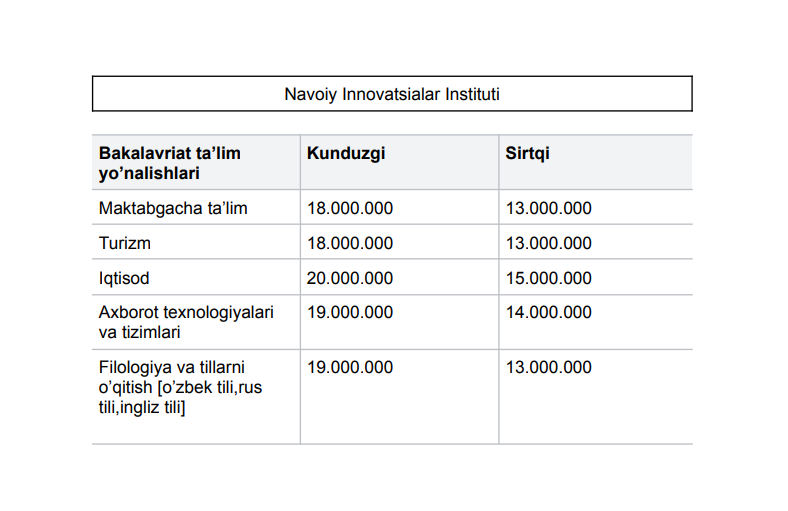 Navoiy Innovatsialar Instituti
Bakalavriat ta’lim yo’nalishlari Kunduzgi Sirtqi
Maktabgacha ta’lim 18.000.000 13.000.000
Turizm 18.000.000 13.000.000
Iqtisod 20.000.000 15.000.000
Axborot texnologiyalari va tizimlari 19.000.000 14.000.000
Filologiya va tillarni o’qitish [o’zbek tili,rus tili,ingliz tili] 19.000.000 13.000.000